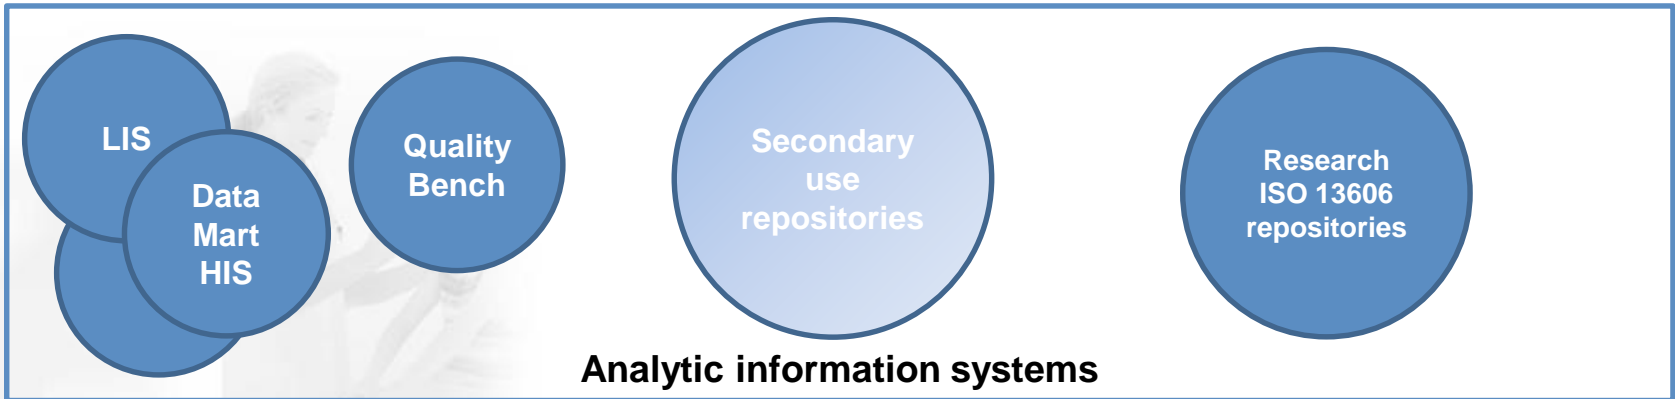 LIS
Data
Mart
HIS
Quality
Bench
Secondary
use
repositories
Research
ISO 13606
repositories
Analytic information systems